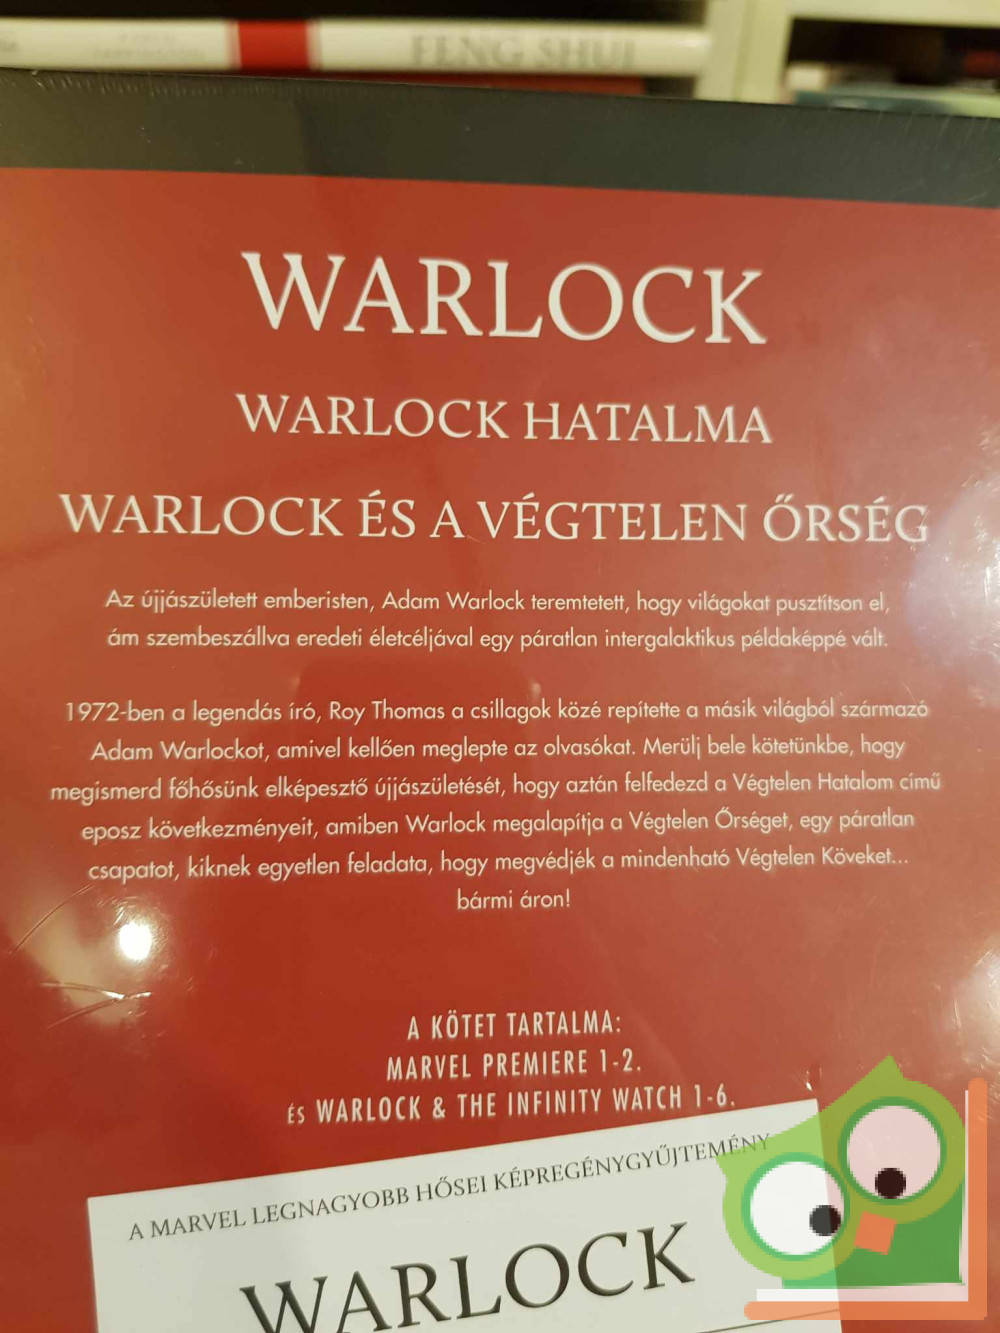 FENG SHUI
WARLOCK
WARLOCK HATALMA
WARLOCK ÉS A VÉGTELEN ŐRSÉG
Az újjászületett emberisten, Adam Warlock teremtetett, hogy világokat pusztítson el,
ám szembeszállva eredeti életcéljával egy páratlan intergalaktikus példaképpé vált.
1972-ben a legendás író, Roy Thomas a csillagok közé repítette a másik világból származó
Adam Warlockot, amivel kellően meglepte az olvasókat. Merülj bele kötetünkbe, hogy
megismerd főhősünk elképesztő újjászületését, hogy aztán felfedezd a Végtelen Hatalom című
eposz következményeit, amiben Warlock megalapítja a Végtelen Őrséget, egy páratlan
csapatot, kiknek egyetlen feladata, hogy megvédjék a mindenható Végtelen Köveket...
bármi áron!
A KÖTET TARTALMA:
MARVEL PREMIERE 1-2.
ÉS WARLOCK & THE INFINITY WATCH 1-6.
A MARVEL LEGNAGYOBB HŐSEI KÉPREGÉNYGYŰJTEMÉNY
WARLOCK